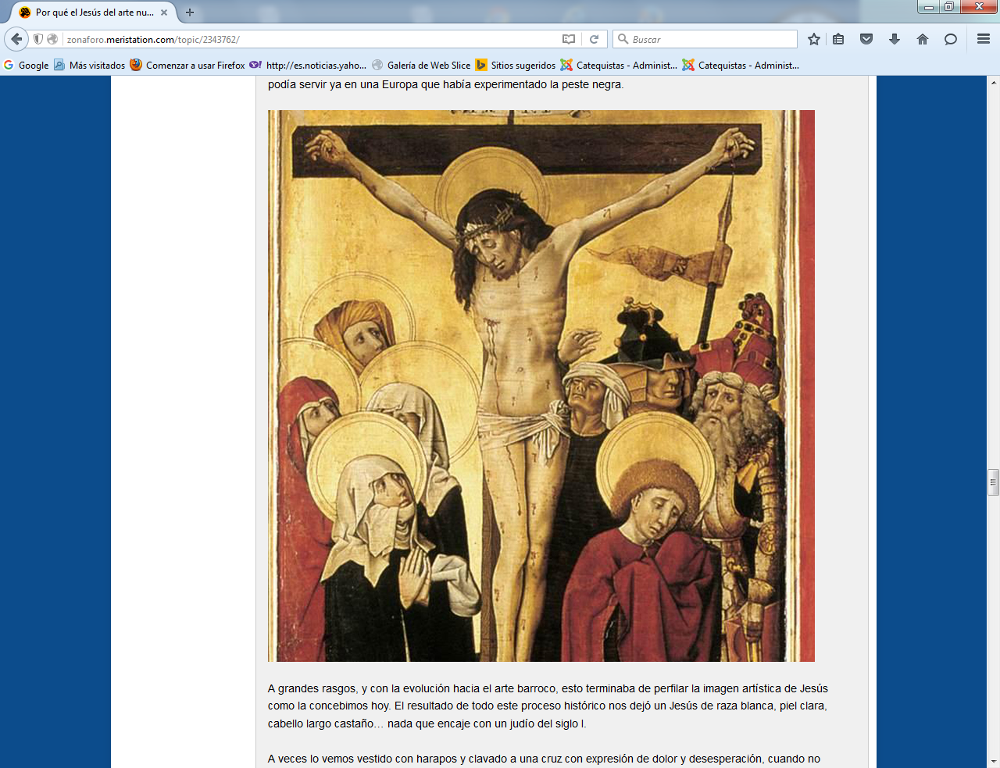 Por qué el Jesús del arte nu...
zonaforo.meristation.com/topic/2343762/
Buscar
Google
Más visitados
Comenzar a usar Firefox
http://es.noticias.yaho...
Galería de Web Slice
Sitios sugeridos
Catequistas - Administ...
Catequistas - Administ...
podía servir ya en una Europa que había experimentado la peste negra.
A grandes rasgos, y con la evolución hacia el arte barroco, esto terminaba de perfilar la imagen artística de Jesús
como la concebimos hoy. El resultado de todo este proceso histórico nos dejó un Jesús de raza blanca, piel clara,
cabello largo castaño… nada que encaje con un judío del siglo I.
A veces lo vemos vestido con harapos y clavado a una cruz con expresión de dolor y desesperación, cuando no